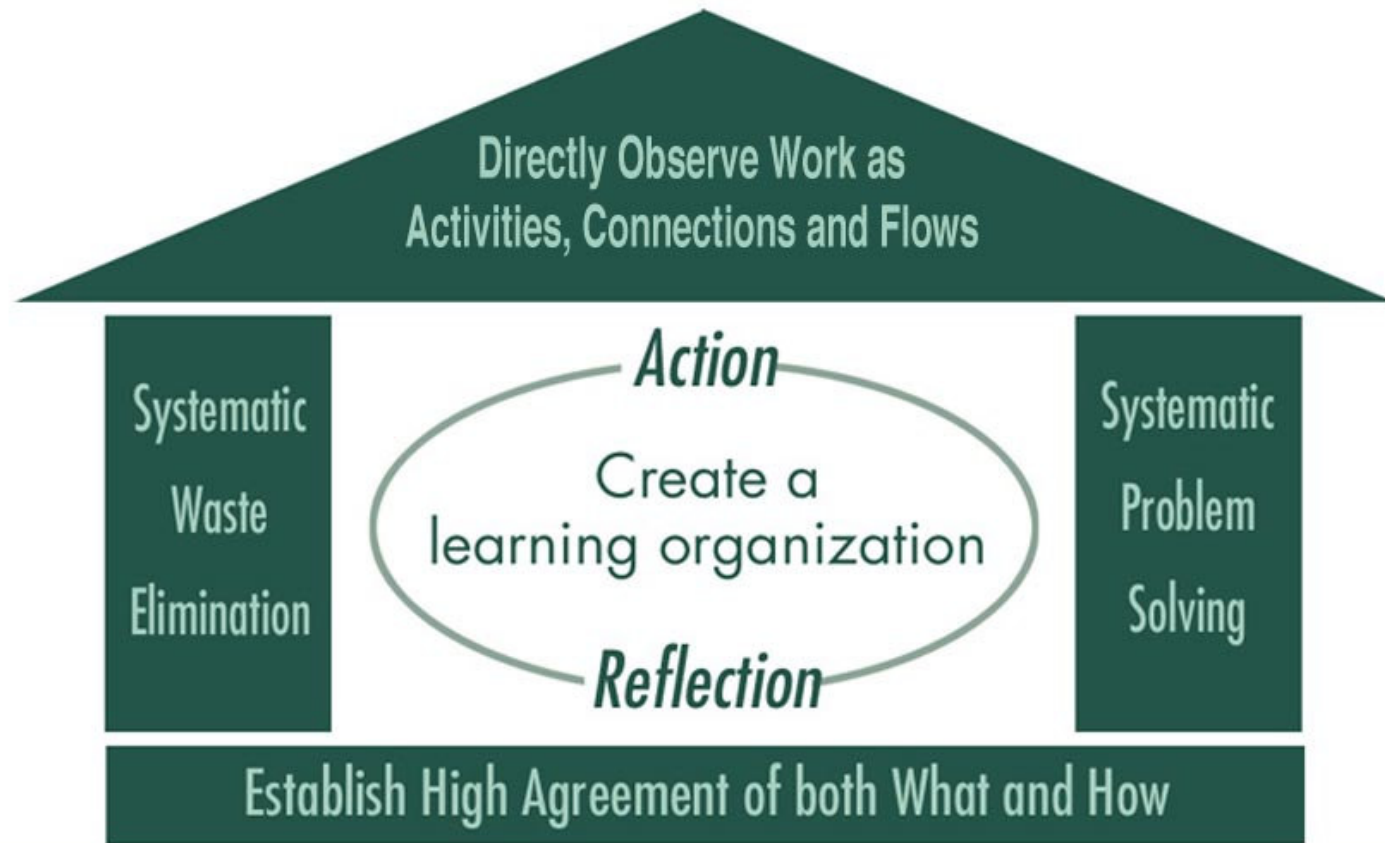 Directly Observe Work as
Activities, Connections and Flows
Systematic
Waste
Elimination
Action
Create a
learning organization
Reflection
Systematic
Problem
Solving
Establish High Agreement of both What and How